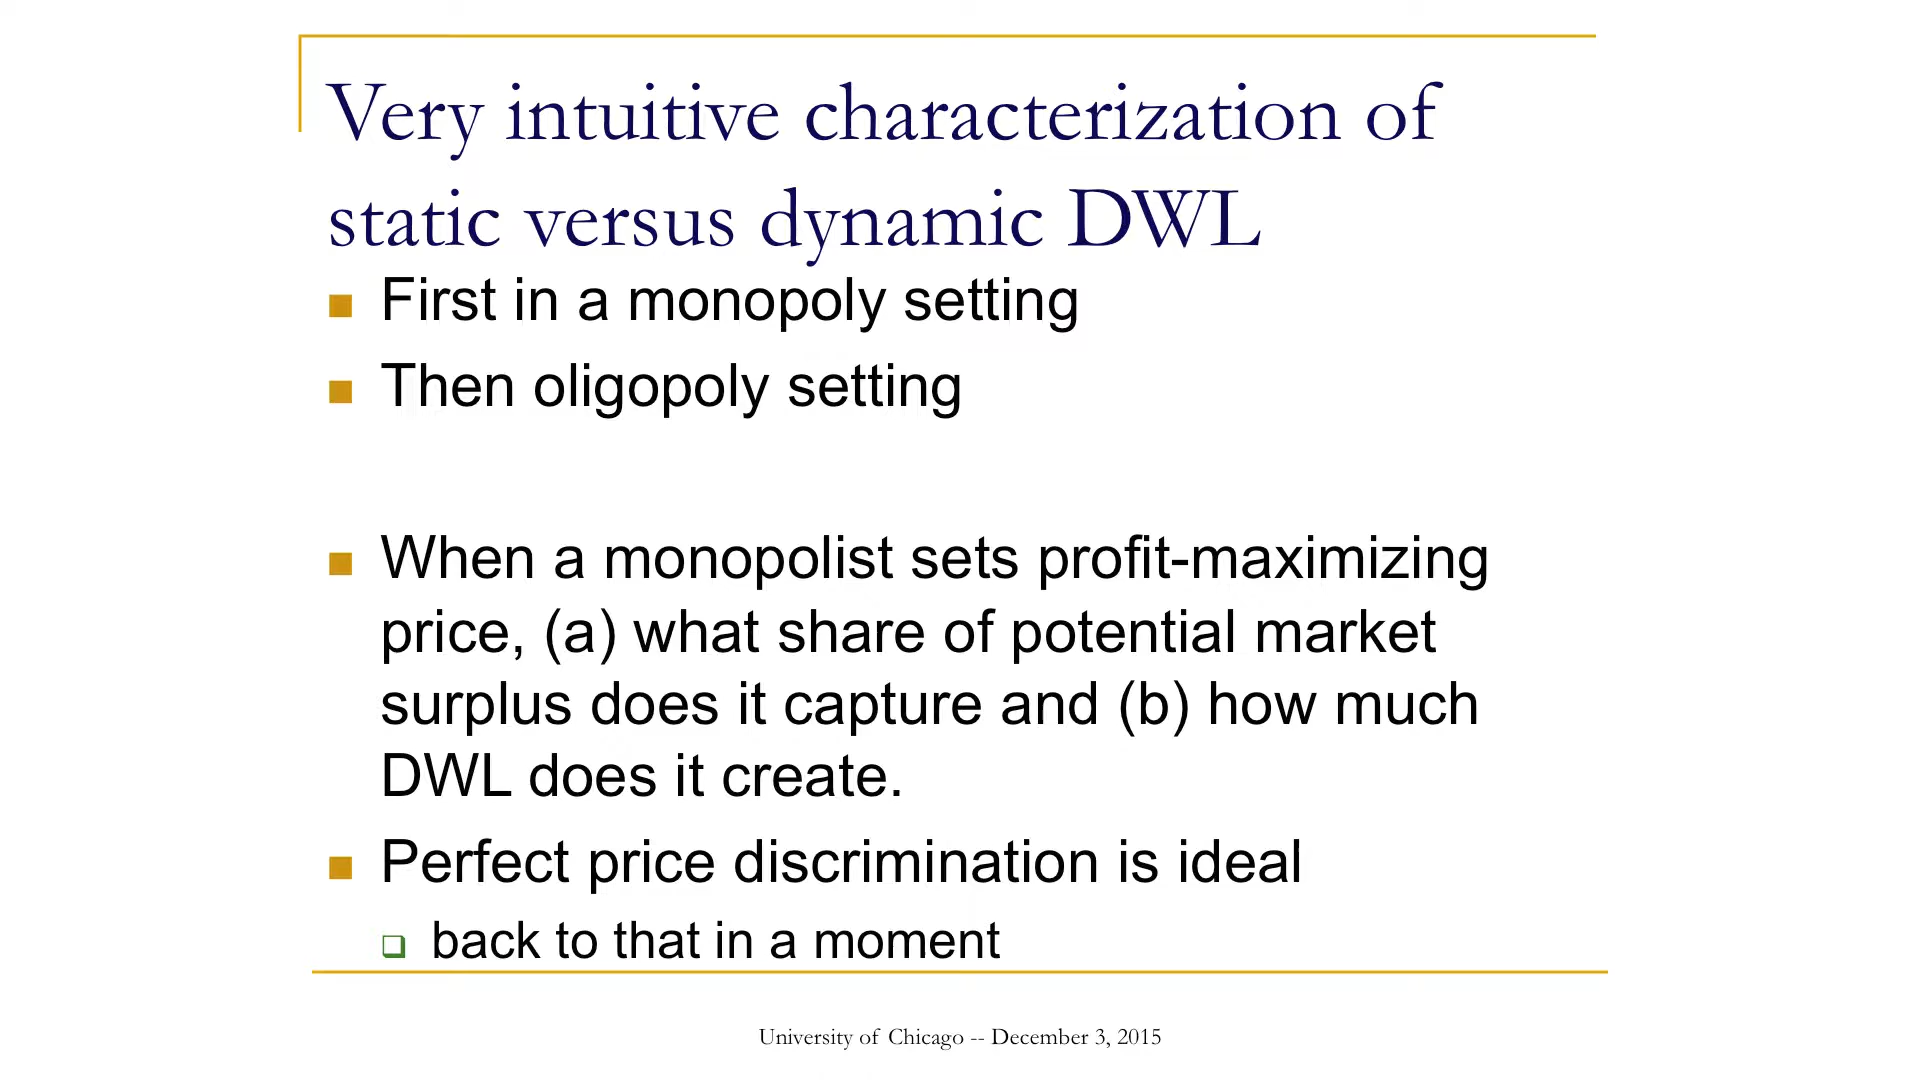 Very intuitive characterization of
static versus dynamic DWL
First in a monopoly setting
Then oligopoly setting
When a monopolist sets profit-maximizing
price, (a) what share of potential market
surplus does it capture and (b) how much
DWL does it create.
Perfect price discrimination is ideal
back to that in a moment
University of Chicago -- December 3, 2015